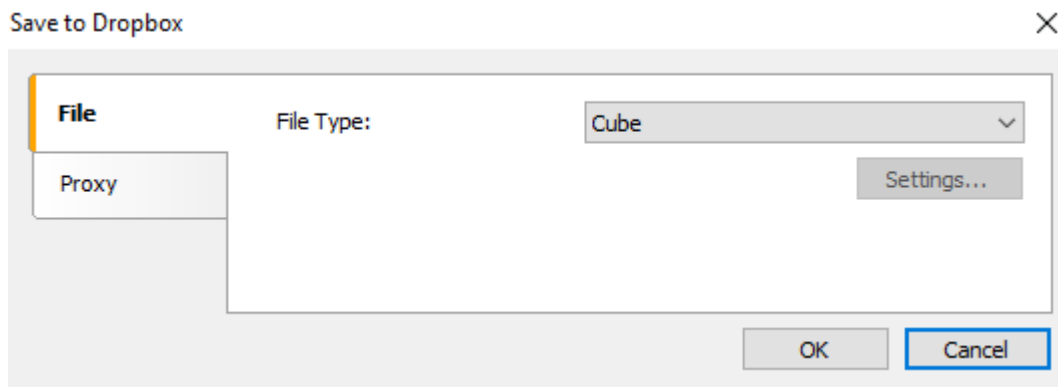 Save to Dropbox
File
File Type:
Cube
Proxy
Settings...
OK
Cancel